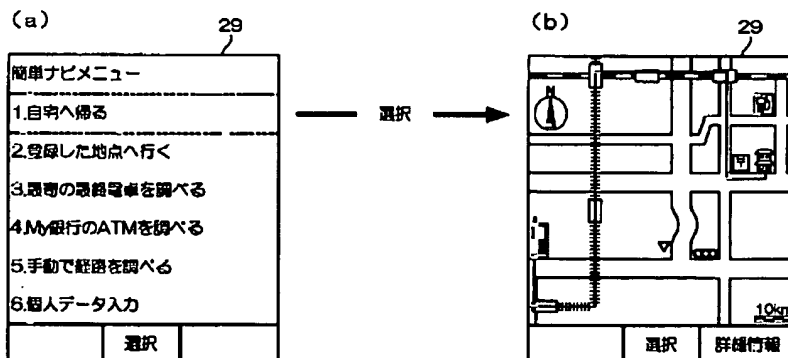 (a)
29
簡単ナビメニュー
1.自宅へ帰る
2.登録した地点へ行く
3.最寄の最終電車を調べる
4.My銀行のATMを調べる
5.手動で経路を調べる
6.個人データ入力
選択
選択
(b)
29
N
10km
選択
詳細情報